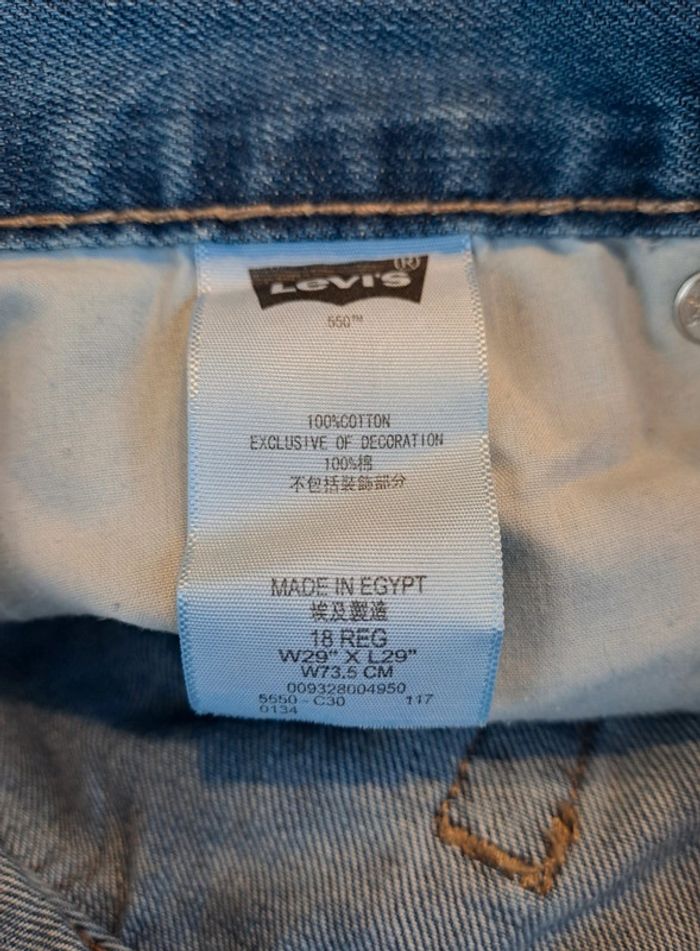 Levi's®
550™
100%COTTON
EXCLUSIVE OF DECORATION
100%棉
不包括裝飾部分
MADE IN EGYPT
埃及製造
18 REG
W29" X L29"
W73.5 CM
009328004950
5550-C30 117
0134